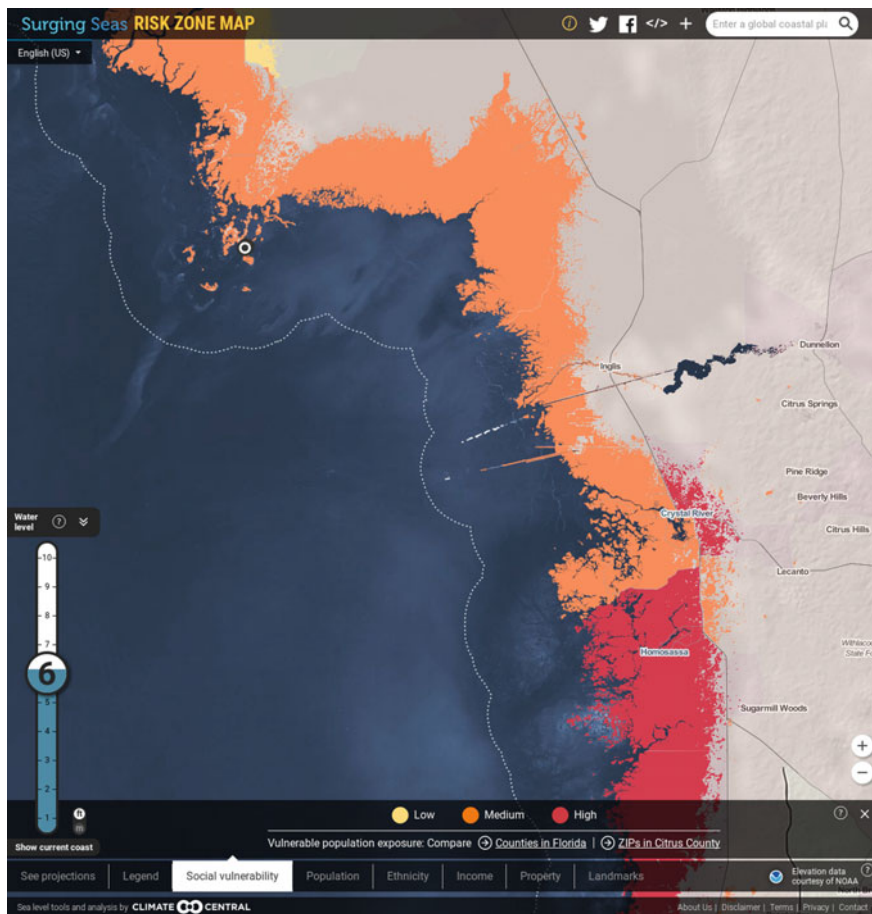 Surging Seas RISK ZONE MAP
</>
+
Enter a global coastal pla
English (US)
Dunnellon
Inglis
Citrus Springs
Pine Ridge
Beverly Hills
Crystal River
Citrus Hills
Lecanto
Homosassa
State Fo
Sugarmill Woods
Water level ?
10
9
8
7
6
5
4
3
2
1
ft
m
+
−
Show current coast
Low Medium High
? ×
Vulnerable population exposure: Compare Counties in Florida | ZIPs in Citrus County
See projections Legend Social vulnerability Population Ethnicity Income Property Landmarks
Elevation data ?
courtesy of NOAA
Sea level tools and analysis by CLIMATE CENTRAL
About Us | Disclaimer | Terms | Privacy | Contact